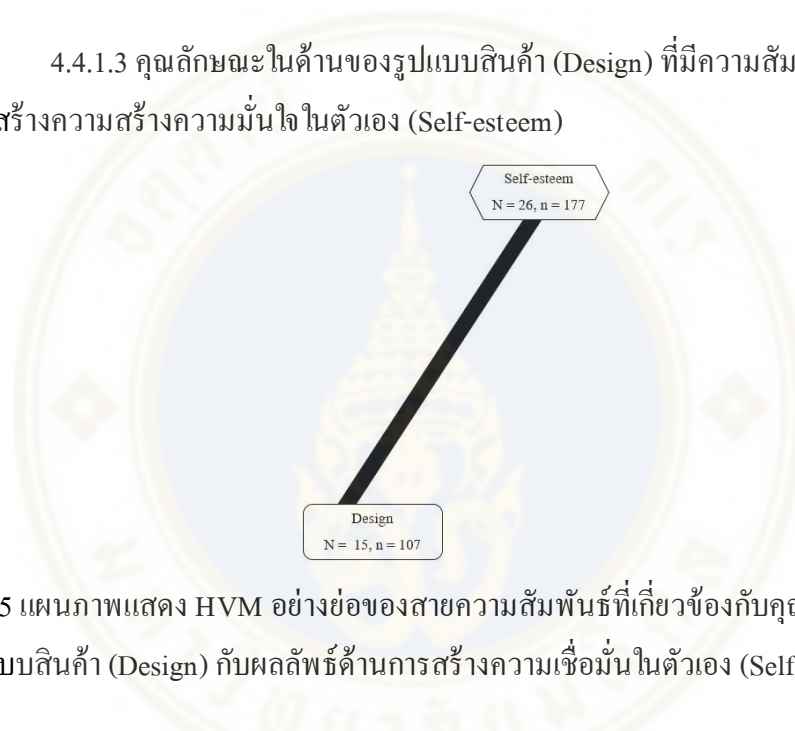 4.4.1.3 คุณลักษณะในด้านของรูปแบบสินค้า (Design) ที่มีความสัม
สร้างความสร้างความมั่นใจในตัวเอง (Self-esteem)
Self-esteem
N = 26, n = 177
Design
N = 15, n = 107
5 แผนภาพแสดง HVM อย่างย่อของสายความสัมพันธ์ที่เกี่ยวข้องกับคุณ
บบสินค้า (Design) กับผลลัพธ์ด้านการสร้างความเชื่อมั่นในตัวเอง (Self